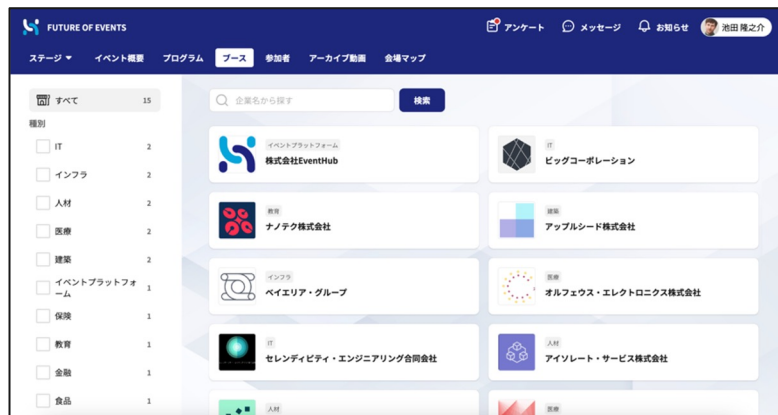 FUTURE OF EVENTS
アンケート
メッセージ
お知らせ
池田 隆之介
ステージ
イベント概要
プログラム
ブース
参加者
アーカイブ動画
会場マップ
すべて 15
種別
IT 2
インフラ 2
人材 2
医療 2
建築 2
イベントプラットフォ
ーム 1
保険 1
教育 1
金融 1
食品 1
企業名から探す
検索
イベントプラットフォーム
株式会社EventHub
IT
ビッグコーポレーション
教育
ナノテク株式会社
建築
アップルシード株式会社
インフラ
ベイエリア・グループ
医療
オルフェウス・エレクトロニクス株式会社
IT
セレンディピティ・エンジニアリング合同会社
人材
アイソレート・サービス株式会社
人材
医療